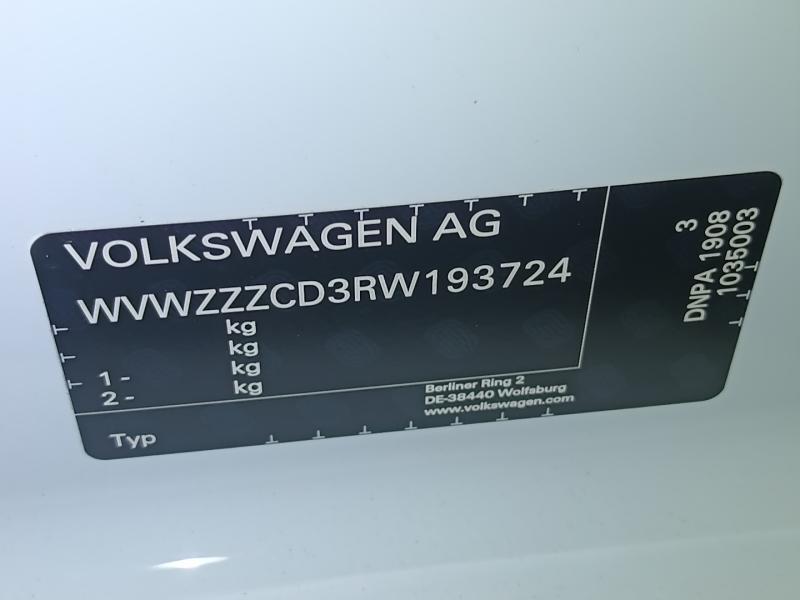 VOLKSWAGEN AG
WVWZZZCD3RW193724
kg
kg
1 - kg
2 - kg
Typ
Berliner Ring 2
DE-38440 Wolfsburg
www.volkswagen.com
3
DNPA 1908
1035003